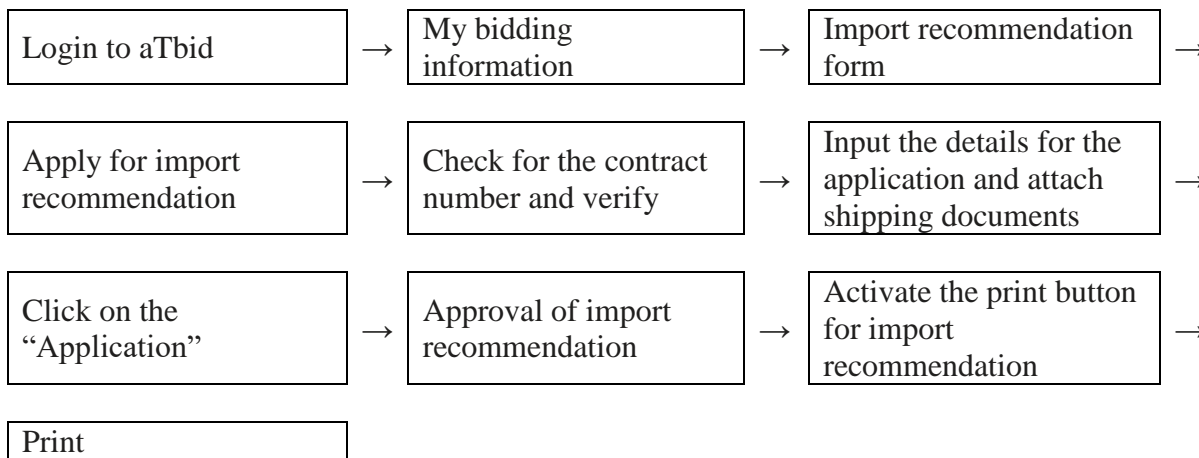 Login to aTbid → My bidding information → Import recommendation form →
Apply for import recommendation → Check for the contract number and verify → Input the details for the application and attach shipping documents →
Click on the “Application” → Approval of import recommendation → Activate the print button for import recommendation →
Print